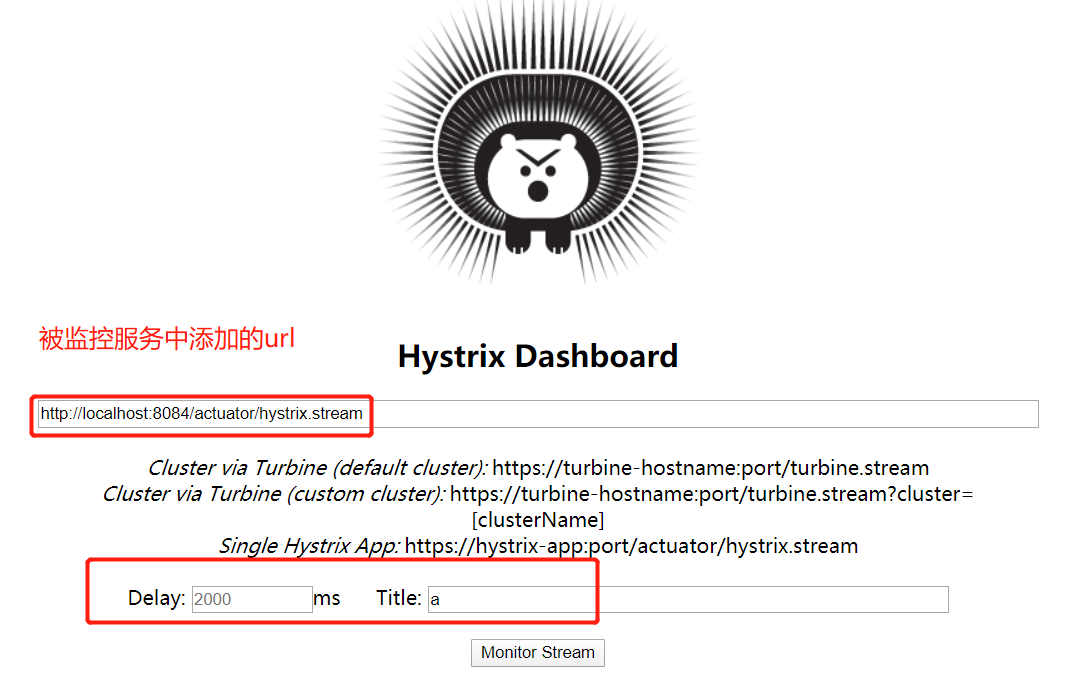 被监控服务中添加的url
Hystrix Dashboard
http://localhost:8084/actuator/hystrix.stream
Cluster via Turbine (default cluster): https://turbine-hostname:port/turbine.stream
Cluster via Turbine (custom cluster): https://turbine-hostname:port/turbine.stream?cluster=
[clusterName]
Single Hystrix App: https://hystrix-app:port/actuator/hystrix.stream
Delay: 2000 ms Title: a
Monitor Stream